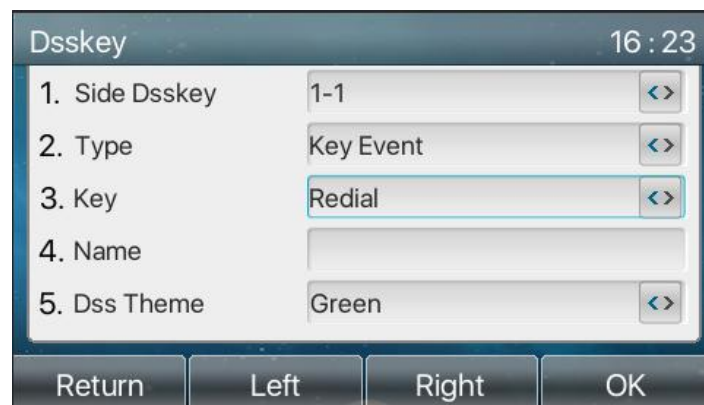 Dsskey 16 : 23
1. Side Dsskey 1-1 <>
2. Type Key Event <>
3. Key Redial <>
4. Name
5. Dss Theme Green <>
Return Left Right OK